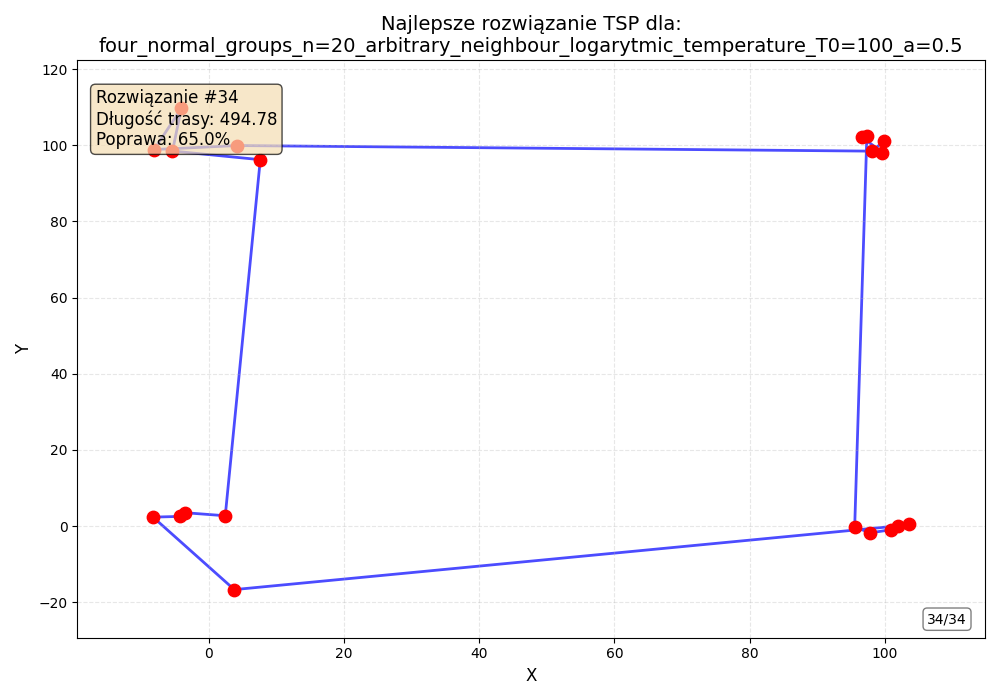 Najlepsze rozwiązanie TSP dla:
four_normal_groups_n=20_arbitrary_neighbour_logarytmic_temperature_T0=100_a=0.5
120
100
80
60
40
20
0
−20
Y
Rozwiązanie #34
Długość trasy: 494.78
Poprawa: 65.0%
34/34
0
20
40
60
80
100
X